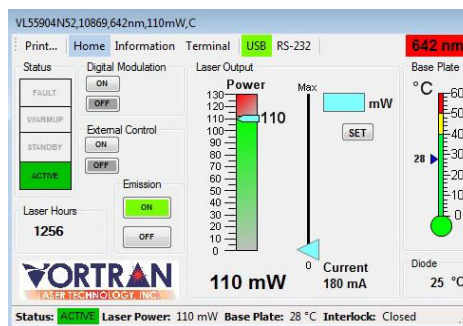 VL55904N52,10869,642nm,110mW,C
Print... Home Information Terminal USB RS-232 642 nm
Status
FAULT
WARMUP
STANDBY
ACTIVE
Digital Modulation
ON
OFF
External Control
ON
OFF
Emission
ON
OFF
Laser Hours
1256
VORTRAN
LASER TECHNOLOGY, INC.
Laser Output
Power
130
120
110
100
90
80
70
60
50
40
30
20
10
0
110
110 mW
Max
0
mW
SET
Current
180 mA
Base Plate
°C
60
50
40
30
20
10
0
28
Diode
25 °C
Status: ACTIVE Laser Power: 110 mW Base Plate: 28 °C Interlock: Closed